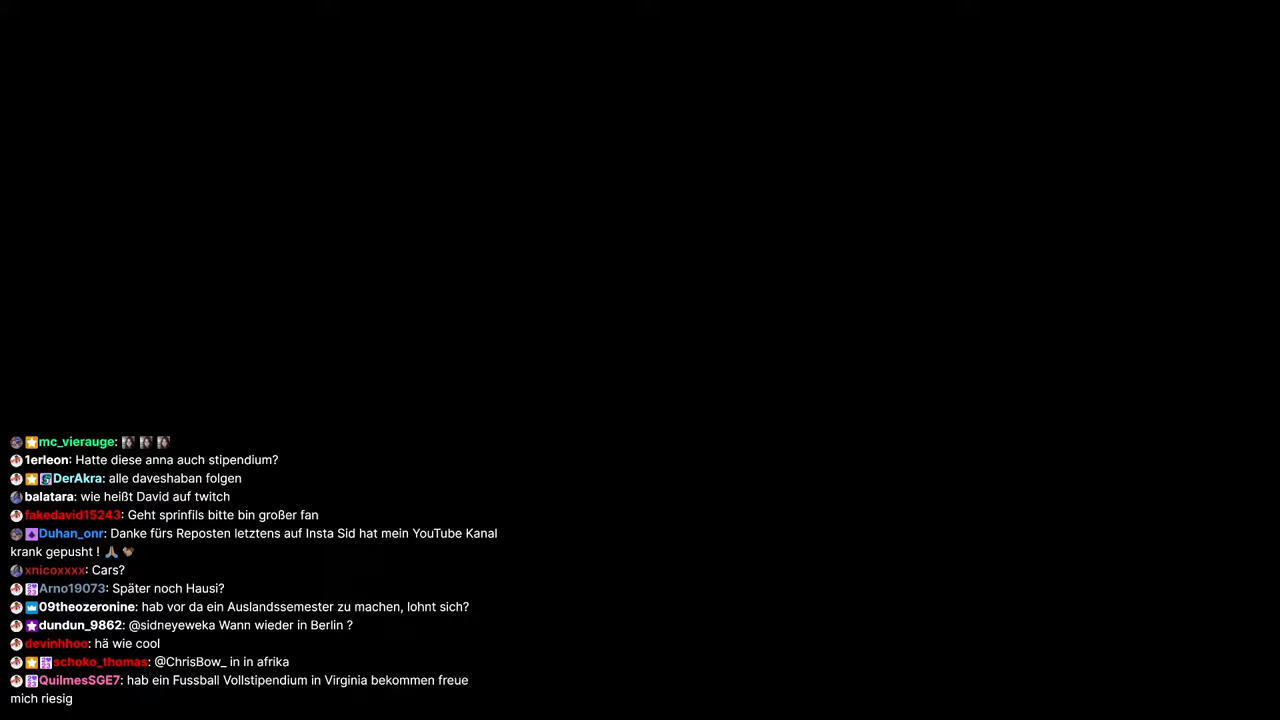 mc_vierauge:
1erleon: Hatte diese anna auch stipendium?
DerAkra: alle daveshaban folgen
balatara: wie heißt David auf twitch
fakedavid15243: Geht sprinfils bitte bin großer fan
Duhan_onr: Danke fürs Reposten letztens auf Insta Sid hat mein YouTube Kanal
krank gepusht ! 🙏🏽
xnicoxxxx: Cars?
Arno19073: Später noch Hausi?
09theozeronine: hab vor da ein Auslandssemester zu machen, lohnt sich?
dundun_9862: @sidneyeweka Wann wieder in Berlin ?
devinhhoo: hä wie cool
schoko_thomas: @ChrisBow_ in in afrika
QuilmesSGE7: hab ein Fussball Vollstipendium in Virginia bekommen freue
mich riesig